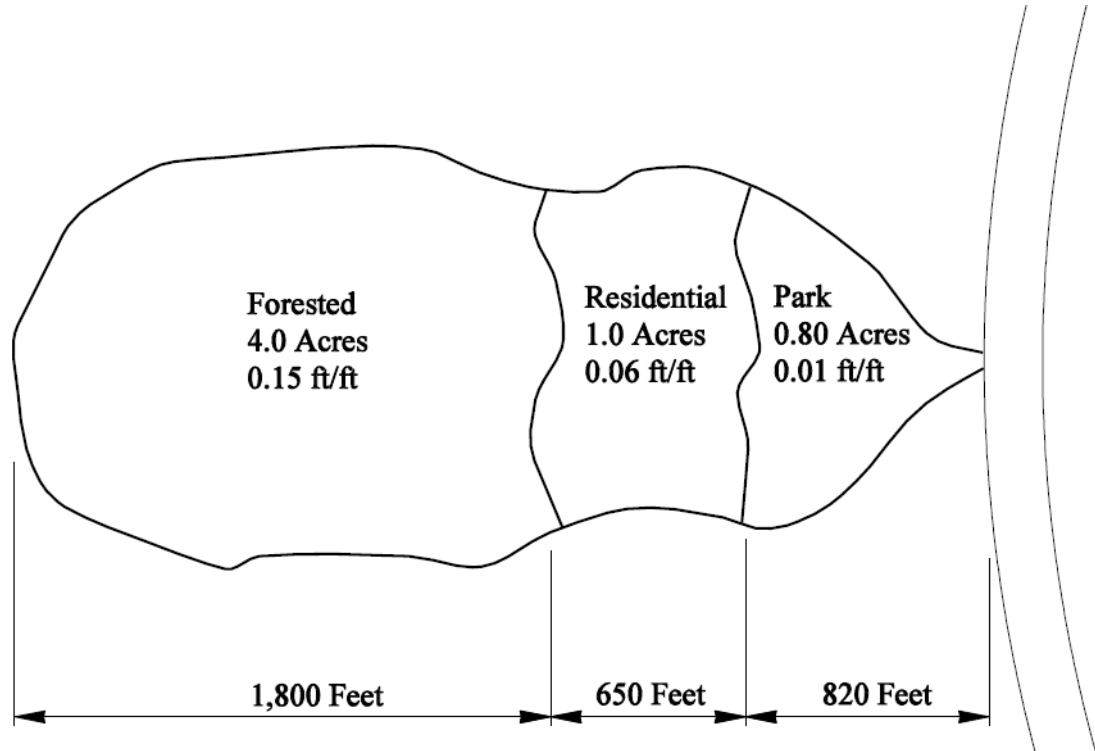 Forested
4.0 Acres
0.15 ft/ft
Residential
1.0 Acres
0.06 ft/ft
Park
0.80 Acres
0.01 ft/ft
1,800 Feet
650 Feet
820 Feet